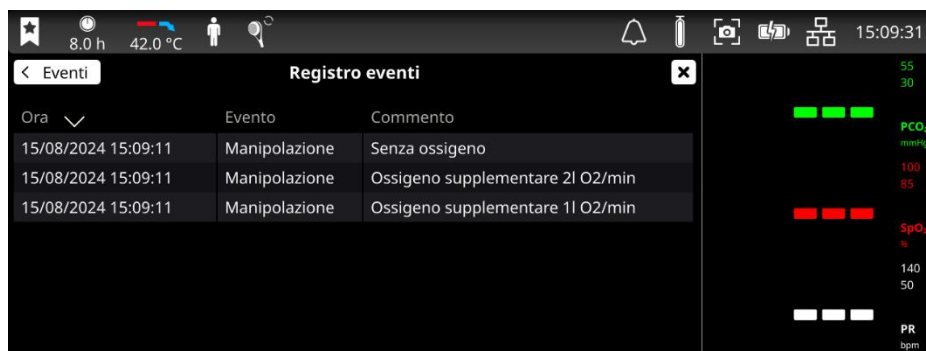 8.0 h 42.0 °C 15:09:31
Eventi Registro eventi
Ora Evento Commento
15/08/2024 15:09:11 Manipolazione Senza ossigeno
15/08/2024 15:09:11 Manipolazione Ossigeno supplementare 2l O2/min
15/08/2024 15:09:11 Manipolazione Ossigeno supplementare 1l O2/min
55
30
PCO₂
mmHg
100
85
SpO₂
%
140
50
PR
bpm